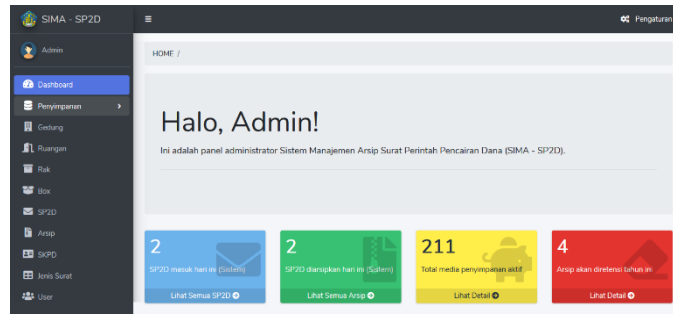 SIMA - SP2D
Pengaturan
Admin
HOME /
Dashboard
Penyimpanan
Gedung
Ruangan
Rak
Box
SP2D
Arsip
SKPD
Jenis Surat
User
Halo, Admin!
Ini adalah panel administrator Sistem Manajemen Arsip Surat Perintah Pencairan Dana (SIMA - SP2D).
2
SP2D masuk hari ini (Sistem)
Lihat Semua SP2D
2
SP2D diarsipkan hari ini (Sistem)
Lihat Semua Arsip
211
Total media penyimpanan aktif
Lihat Detail
4
Arsip akan diretensi tahun ini
Lihat Detail